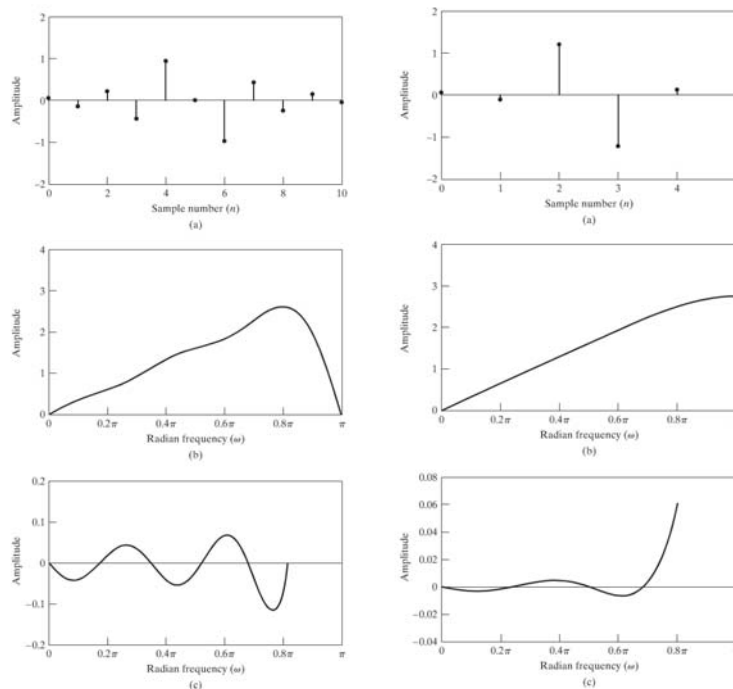 2
1
0
−1
−2
Amplitude
0 2 4 6 8 10
Sample number (n)
(a)
4
3
2
1
0
Amplitude
0 0.2π 0.4π 0.6π 0.8π π
Radian frequency (ω)
(b)
0.2
0.1
0
−0.1
−0.2
Amplitude
0 0.2π 0.4π 0.6π 0.8π π
Radian frequency (ω)
(c)
2
1
0
−1
−2
Amplitude
0 1 2 3 4
Sample number (n)
(a)
4
3
2
1
0
Amplitude
0 0.2π 0.4π 0.6π 0.8π
Radian frequency (ω)
(b)
0.08
0.06
0.04
0.02
0
−0.02
−0.04
Amplitude
0 0.2π 0.4π 0.6π 0.8π
Radian frequency (ω)
(c)